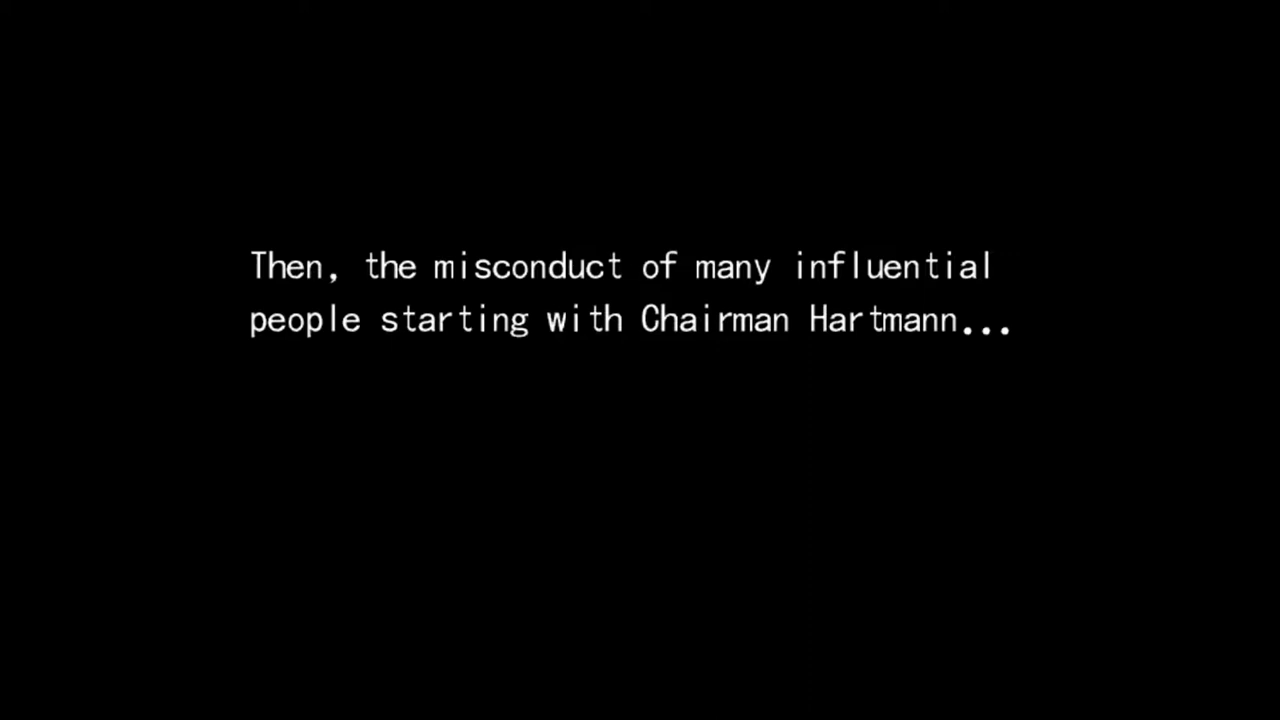 Then, the misconduct of many influential
people starting with Chairman Hartmann...